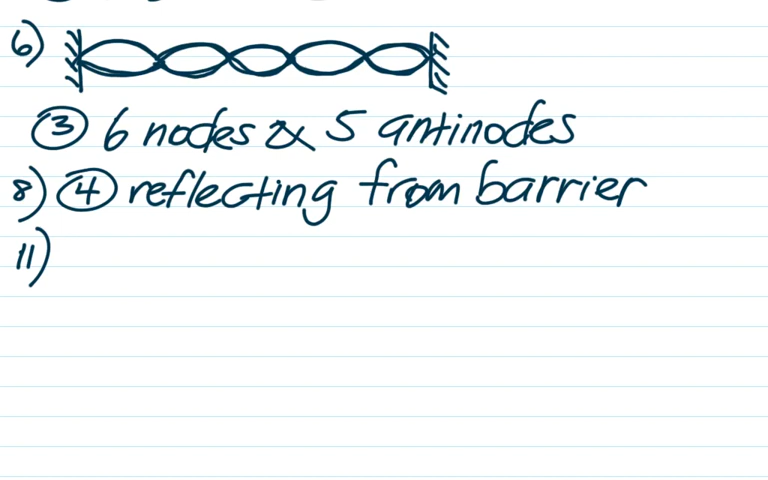 6)
③ 6 nodes & 5 antinodes
8) ④ reflecting from barrier
11)